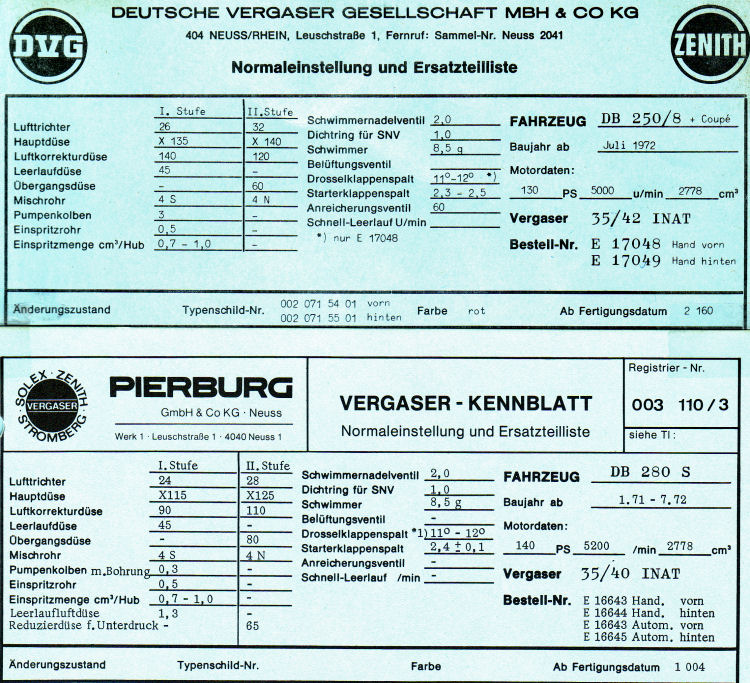 DVG
DEUTSCHE VERGASER GESELLSCHAFT MBH & CO KG
404 NEUSS/RHEIN, Leuschstraße 1, Fernruf: Sammel-Nr. Neuss 2041
ZENITH
Normaleinstellung und Ersatzteilliste
I. Stufe II.Stufe
Lufttrichter 26 32
Hauptdüse X 135 X 140
Luftkorrekturdüse 140 120
Leerlaufdüse 45 -
Übergangsdüse - 60
Mischrohr 4 S 4 N
Pumpenkolben 3 -
Einspritzrohr 0,5 -
Einspritzmenge cm³/Hub 0,7 - 1,0 -
Schwimmernadelventil 2,0
Dichtring für SNV 1,0
Schwimmer 8,5 g
Belüftungsventil
Drosselklappenspalt 11º-12º *)
Starterklappenspalt 2,3 - 2,5
Anreicherungsventil 60
Schnell-Leerlauf U/min -
*) nur E 17048
FAHRZEUG DB 250/8 + Coupé
Baujahr ab Juli 1972
Motordaten:
130 PS 5000 u/min 2778 cm³
Vergaser 35/42 INAT
Bestell-Nr. E 17048 Hand vorn
E 17049 Hand hinten
Änderungszustand Typenschild-Nr. 002 071 54 01 vorn
002 071 55 01 hinten Farbe rot Ab Fertigungsdatum 2 160
SOLEX · ZENITH
VERGASER
STROMBERG
PIERBURG
GmbH & Co KG · Neuss
Werk 1 · Leuschstraße 1 · 4040 Neuss 1
VERGASER - KENNBLATT
Normaleinstellung und Ersatzteilliste
Registrier - Nr.
003 110/3
siehe TI :
I.Stufe II.Stufe
Lufttrichter 24 28
Hauptdüse X115 X125
Luftkorrekturdüse 90 110
Leerlaufdüse 45 -
Übergangsdüse - 80
Mischrohr 4 S 4 N
Pumpenkolben m.Bohrung 0,3 -
Einspritzrohr 0,5 -
Einspritzmenge cm³/Hub 0,7 - 1,0 -
Leerlaufluftdüse 1,3 -
Reduzierdüse f.Unterdruck - 65
Schwimmernadelventil 2,0
Dichtring für SNV 1,0
Schwimmer 8,5 g
Belüftungsventil -
Drosselklappenspalt *1) 11º - 12º
Starterklappenspalt 2,4 ± 0,1
Anreicherungsventil -
Schnell-Leerlauf /min -
FAHRZEUG DB 280 S
Baujahr ab 1.71 - 7.72
Motordaten:
140 PS 5200 /min 2778 cm³
Vergaser 35/40 INAT
Bestell-Nr. E 16643 Hand. vorn
E 16644 Hand. hinten
E 16643 Autom. vorn
E 16645 Autom. hinten
Änderungszustand Typenschild-Nr. Farbe Ab Fertigungsdatum 1 004